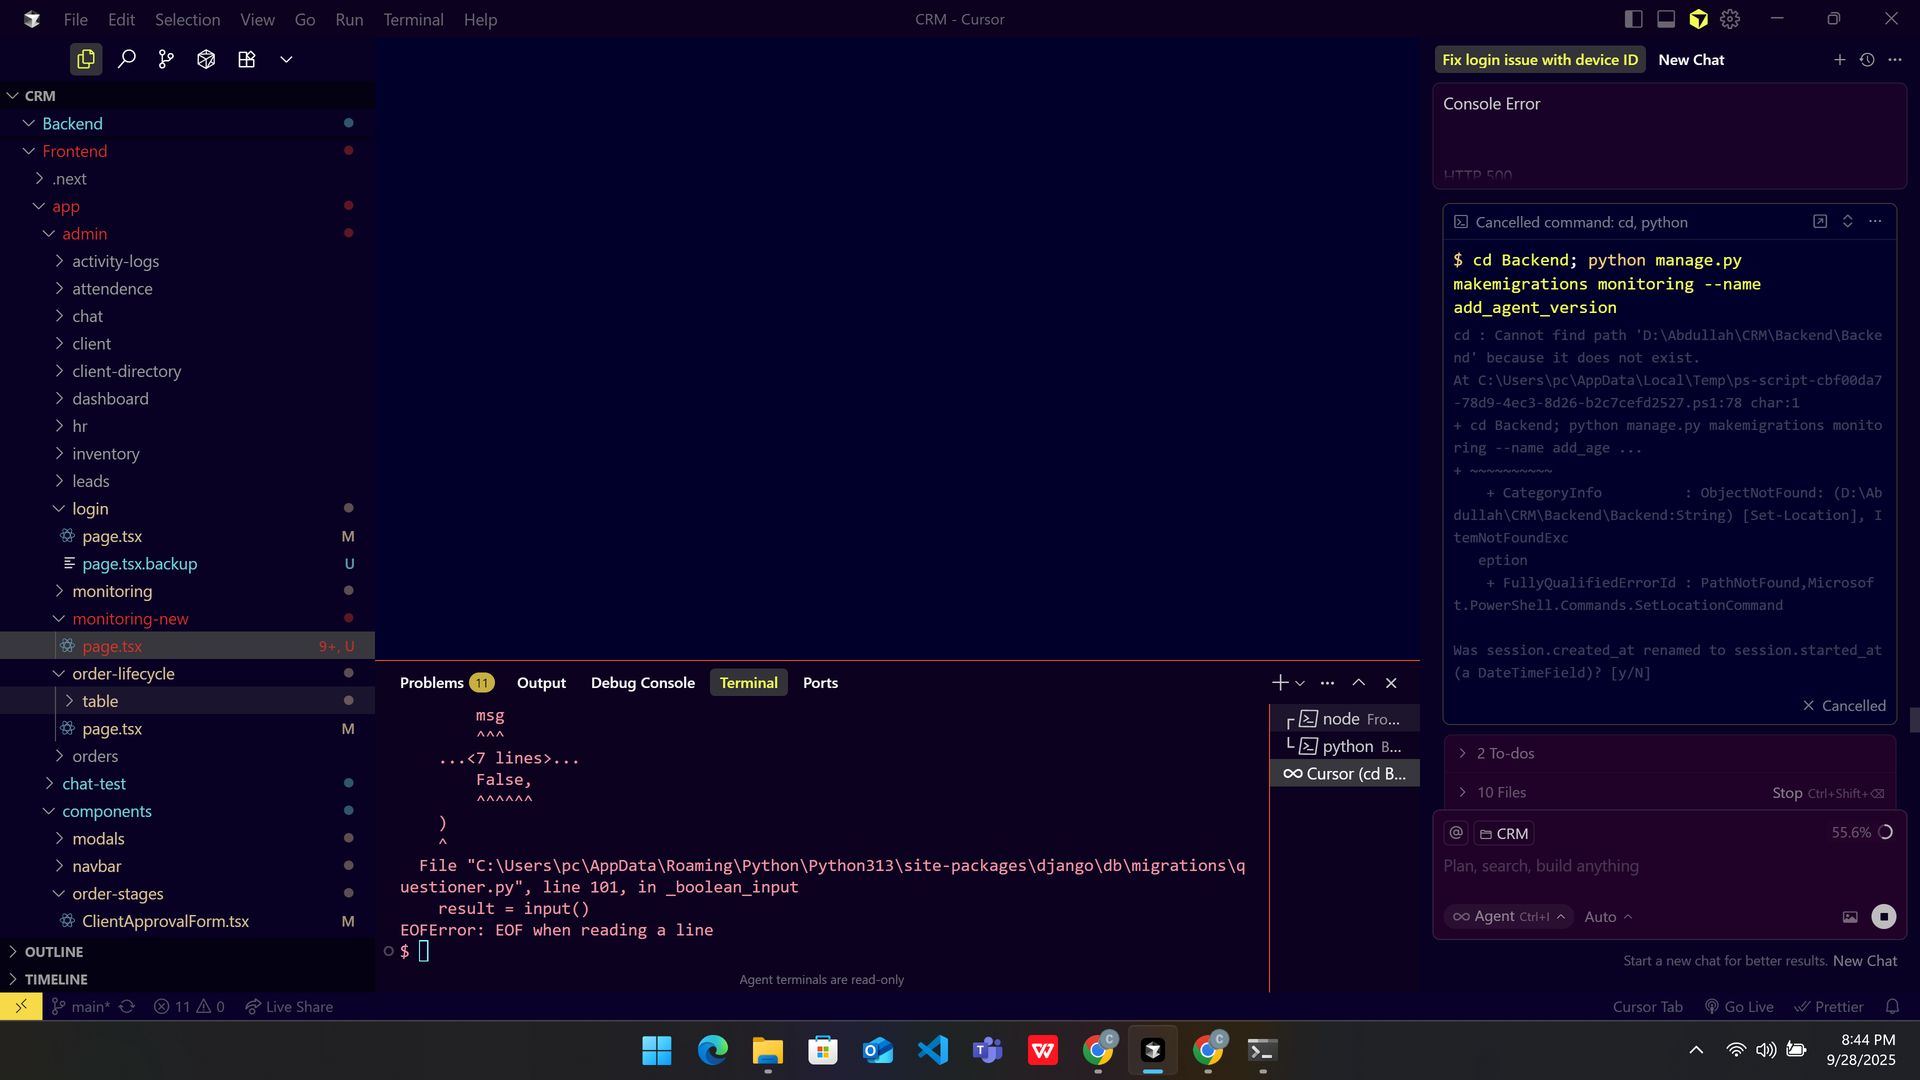 File Edit Selection View Go Run Terminal Help
CRM - Cursor
CRM
Backend
Frontend
.next
app
admin
activity-logs
attendence
chat
client
client-directory
dashboard
hr
inventory
leads
login
page.tsx M
page.tsx.backup U
monitoring
monitoring-new
page.tsx 9+, U
order-lifecycle
table
page.tsx M
orders
chat-test
components
modals
navbar
order-stages
ClientApprovalForm.tsx M
OUTLINE
TIMELINE
Problems 11 Output Debug Console Terminal Ports
msg
^^^
...<7 lines>...
False,
^^^^^^
)
^
File "C:\Users\pc\AppData\Roaming\Python\Python313\site-packages\django\db\migrations\q
uestioner.py", line 101, in _boolean_input
result = input()
EOFError: EOF when reading a line
$
Agent terminals are read-only
node Fro...
python B...
Cursor (cd B...
Fix login issue with device ID New Chat
Console Error
HTTP 500
Cancelled command: cd, python
$ cd Backend; python manage.py
makemigrations monitoring --name
add_agent_version
cd : Cannot find path 'D:\Abdullah\CRM\Backend\Backe
nd' because it does not exist.
At C:\Users\pc\AppData\Local\Temp\ps-script-cbf00da7
-78d9-4ec3-8d26-b2c7cefd2527.ps1:78 char:1
+ cd Backend; python manage.py makemigrations monito
ring --name add_age ...
+ ~~~~~~~~~~
+ CategoryInfo : ObjectNotFound: (D:\Ab
dullah\CRM\Backend\Backend:String) [Set-Location], I
temNotFoundExc
eption
+ FullyQualifiedErrorId : PathNotFound,Microsof
t.PowerShell.Commands.SetLocationCommand
Was session.created_at renamed to session.started_at
(a DateTimeField)? [y/N]
Cancelled
2 To-dos
10 Files Stop Ctrl+Shift+⌫
@ CRM 55.6%
Plan, search, build anything
Agent Ctrl+I Auto
Start a new chat for better results. New Chat
main* 11 0 Live Share
Cursor Tab Go Live Prettier
8:44 PM
9/28/2025